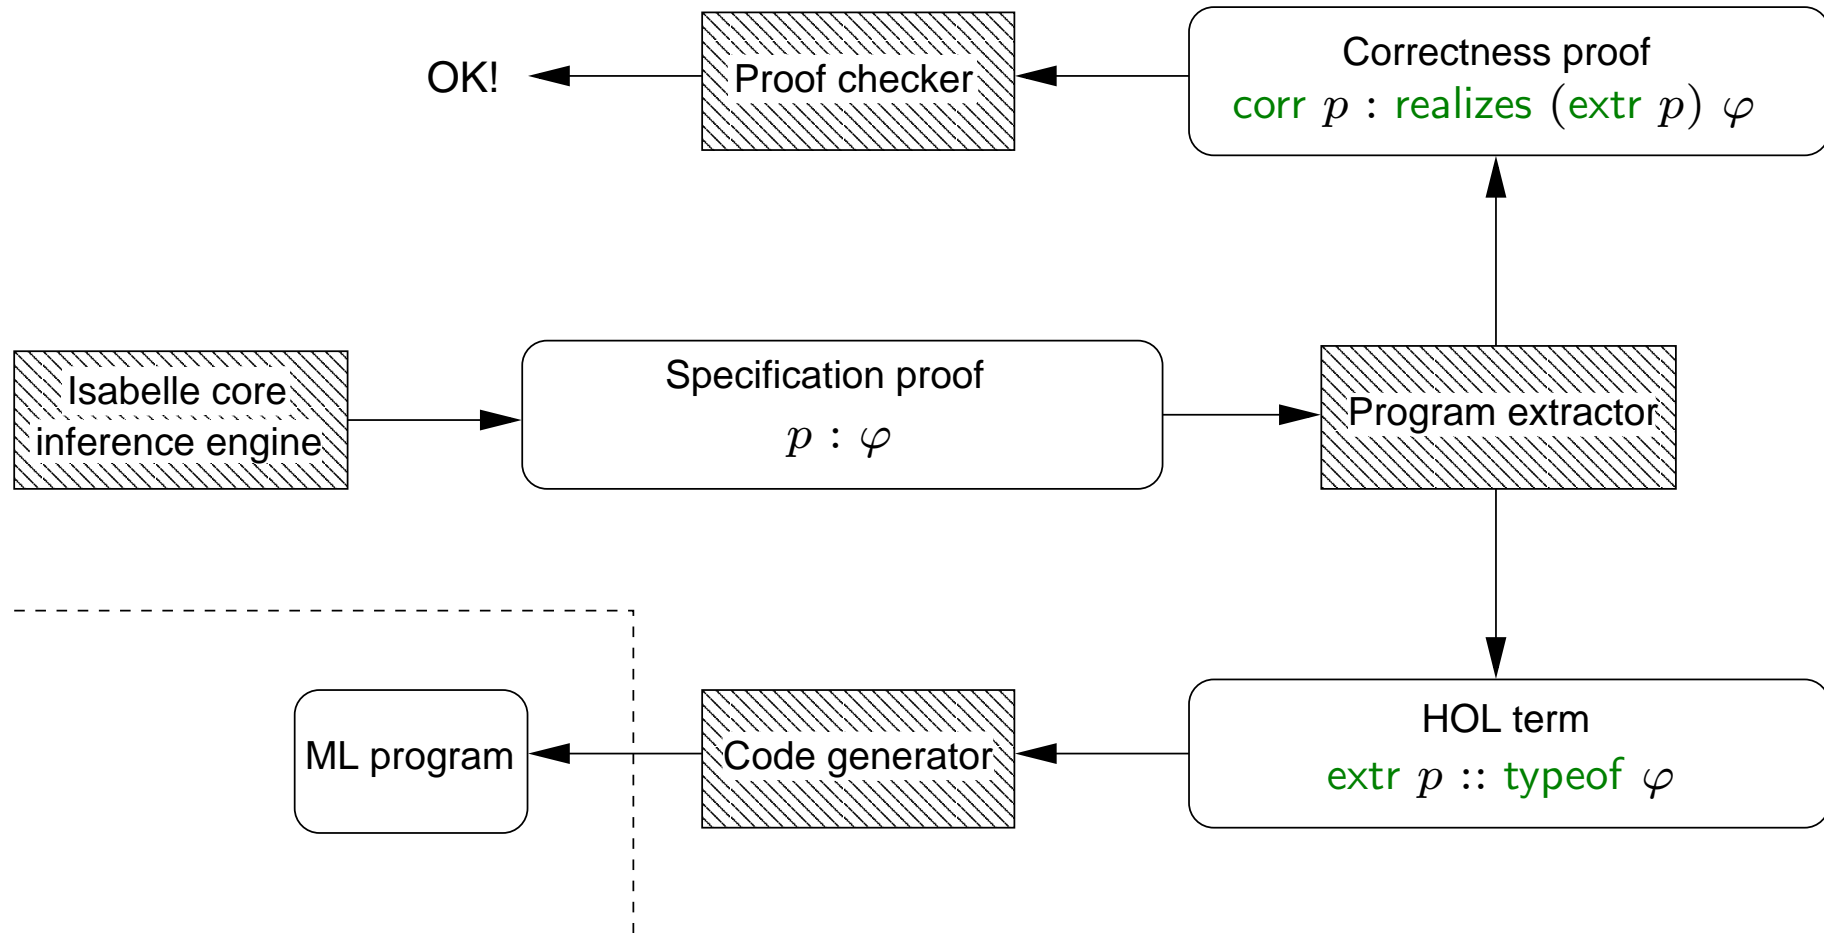 OK!
Proof checker
Correctness proof
corr p : realizes (extr p) φ
Isabelle core
inference engine
Specification proof
p : φ
Program extractor
ML program
Code generator
HOL term
extr p :: typeof φ